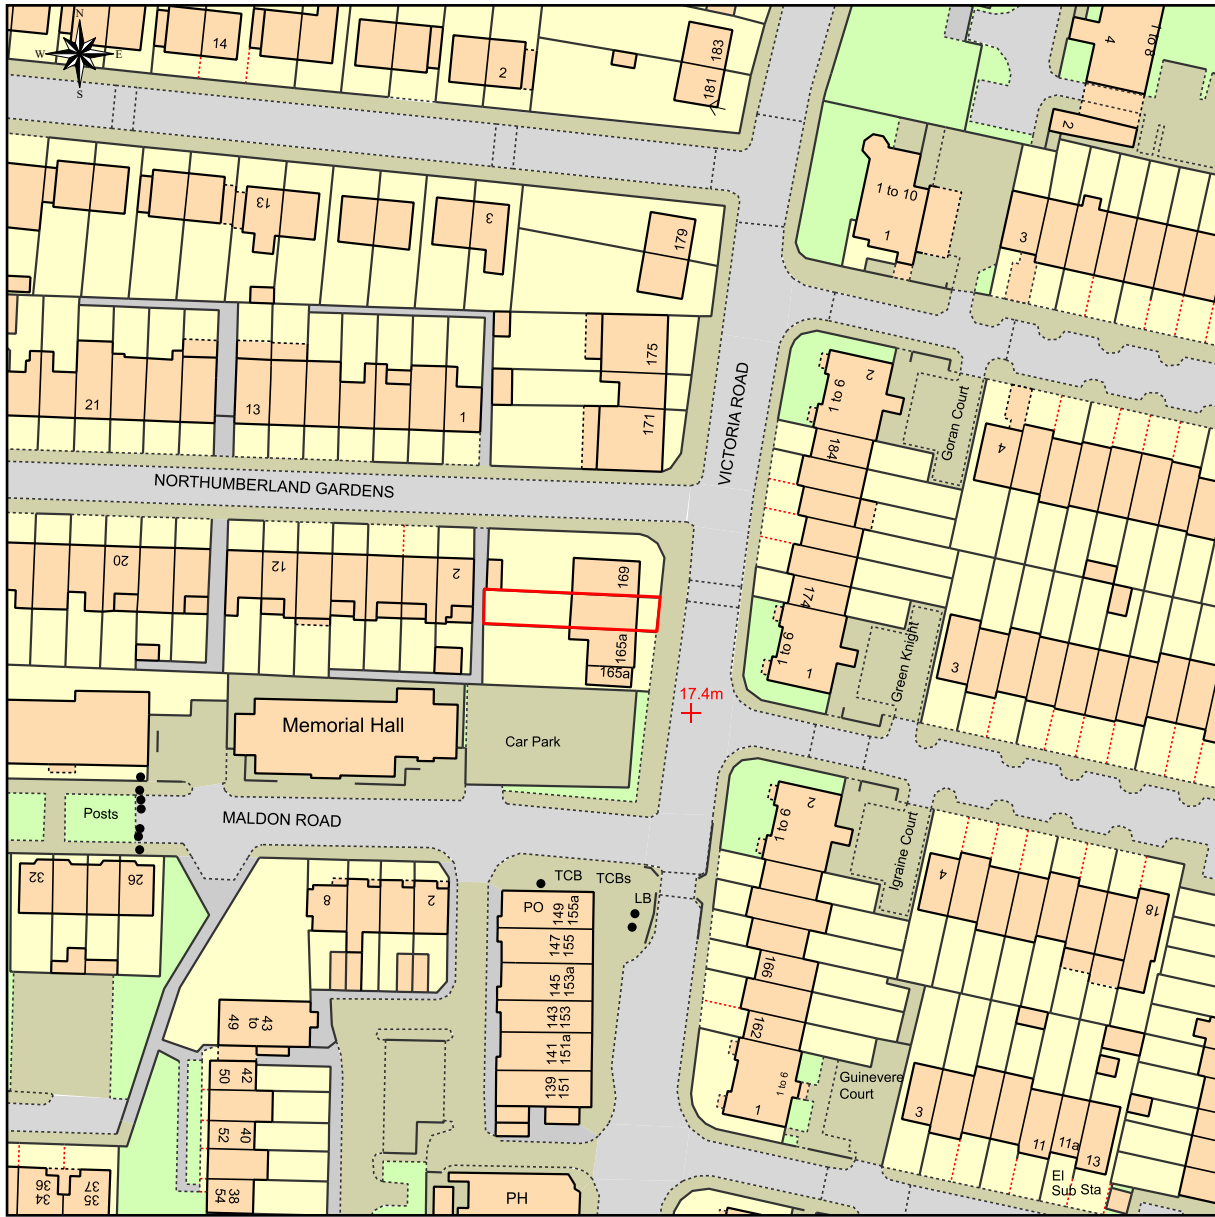 N
W E
S
14
2
183
181
4
1 to 8
2
13
3
179
1 to 10
1
3
175
171
21
13
1
VICTORIA ROAD
2
1 to 9
184
Goran Court
4
NORTHUMBERLAND GARDENS
20
12
2
169
165a
165a
174
1 to 6
1
Green Knight
3
17.4m
Memorial Hall
Car Park
Posts
MALDON ROAD
2
1 to 9
Igraine Court
4
18
32
26
8
2
TCB
TCBs
LB
PO
149
155a
147
155
145
153a
143
153
141
151a
139
151
166
162
1 to 6
1
Guinevere
Court
3
11
11a
13
El
Sub Sta
43
to
49
42
50
40
52
38
54
36
34
37
35
PH